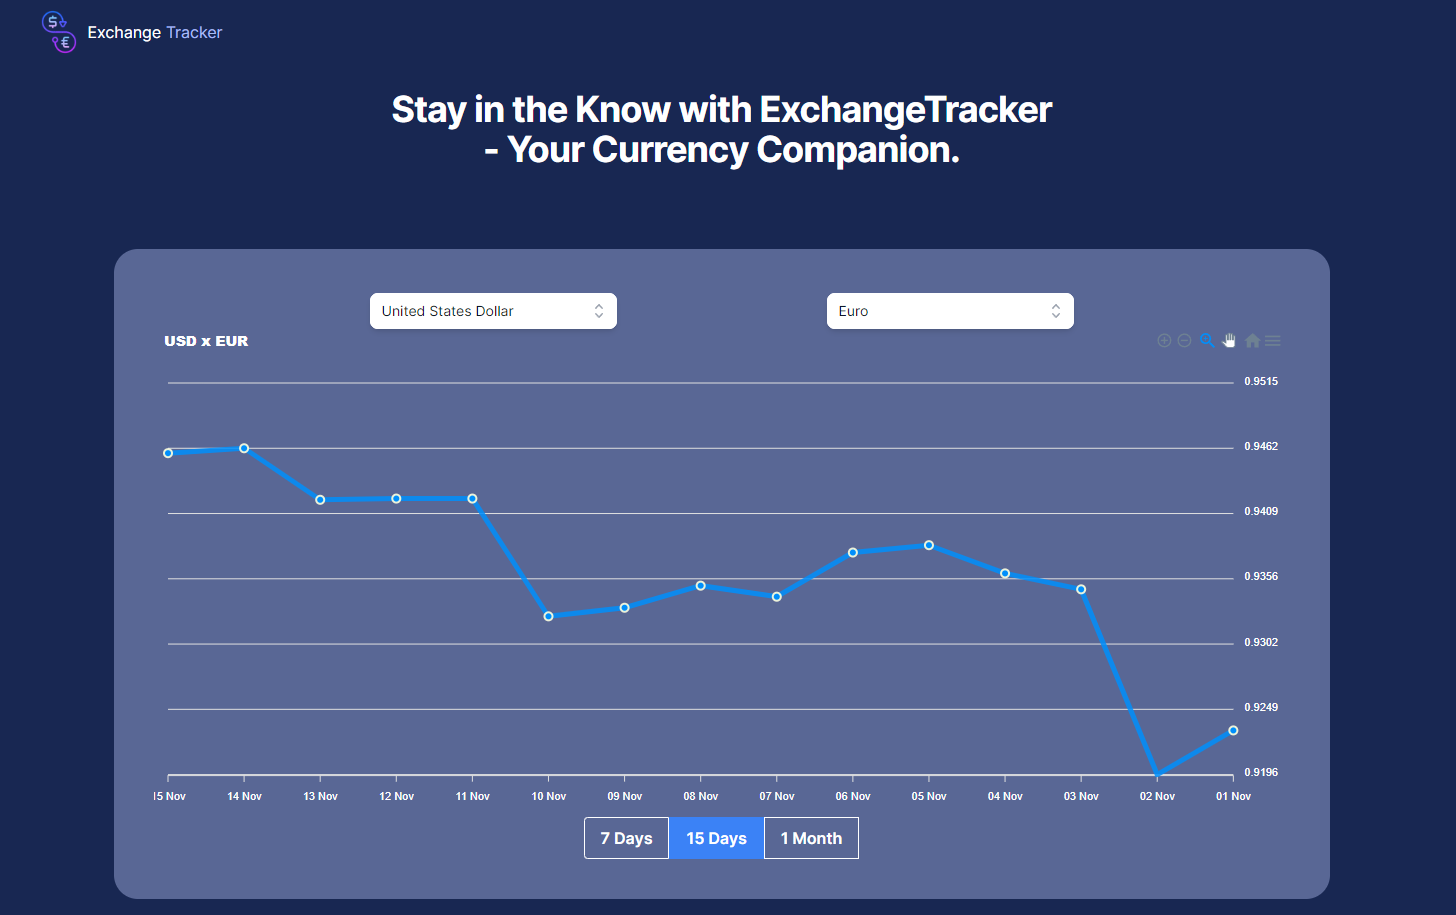 $
€
Exchange Tracker
Stay in the Know with ExchangeTracker
- Your Currency Companion.
United States Dollar
Euro
USD x EUR
0.9515
0.9462
0.9409
0.9356
0.9302
0.9249
0.9196
15 Nov 14 Nov 13 Nov 12 Nov 11 Nov 10 Nov 09 Nov 08 Nov 07 Nov 06 Nov 05 Nov 04 Nov 03 Nov 02 Nov 01 Nov
7 Days 15 Days 1 Month